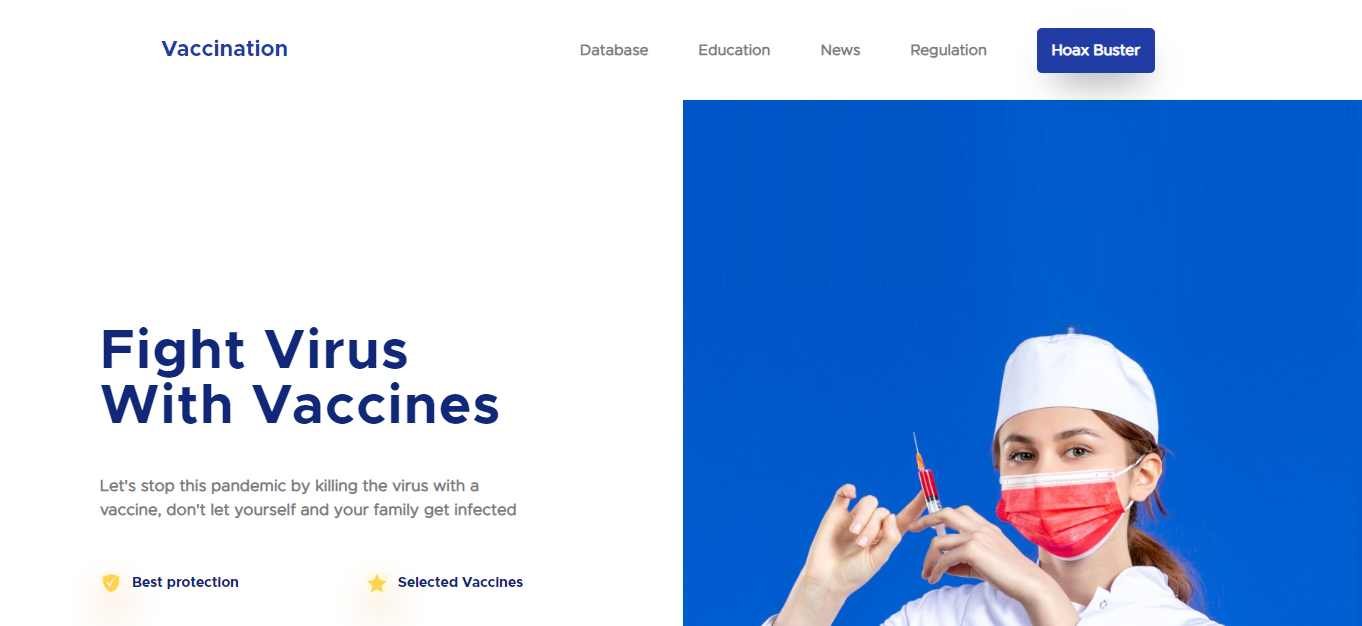 Vaccination
Database
Education
News
Regulation
Hoax Buster
Fight Virus
With Vaccines
Let's stop this pandemic by killing the virus with a
vaccine, don't let yourself and your family get infected
Best protection
Selected Vaccines